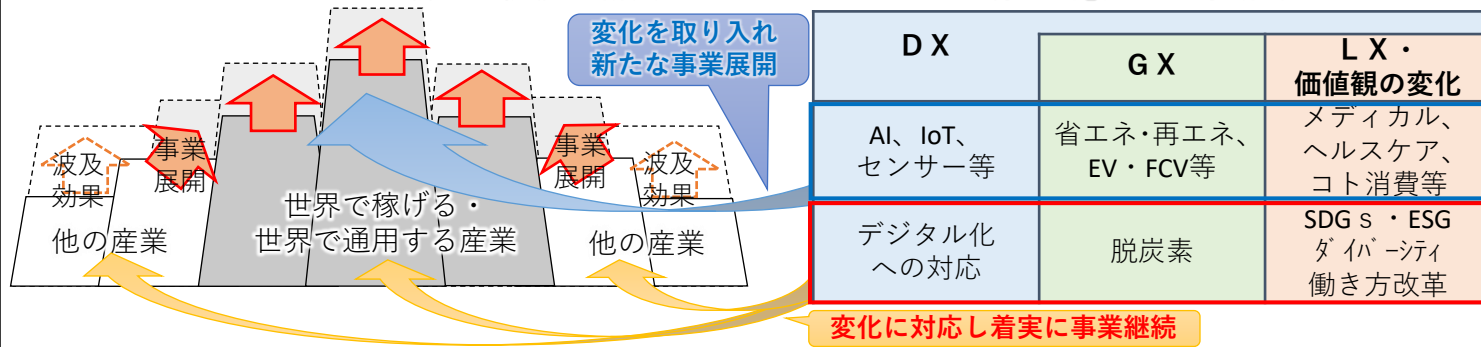 変化を取り入れ
新たな事業展開
波及
効果
事業
展開
世界で稼げる・
世界で通用する産業
他の産業
事業
展開
波及
効果
他の産業
ＤＸ
ＧＸ
ＬＸ・
価値観の変化
AI、IoT、
センサー等
省エネ・再エネ、
EV・FCV等
メディカル、
ヘルスケア、
コト消費等
デジタル化
への対応
脱炭素
SDGｓ・ESG
ﾀﾞｲﾊﾞｰｼﾃｨ
働き方改革
変化に対応し着実に事業継続